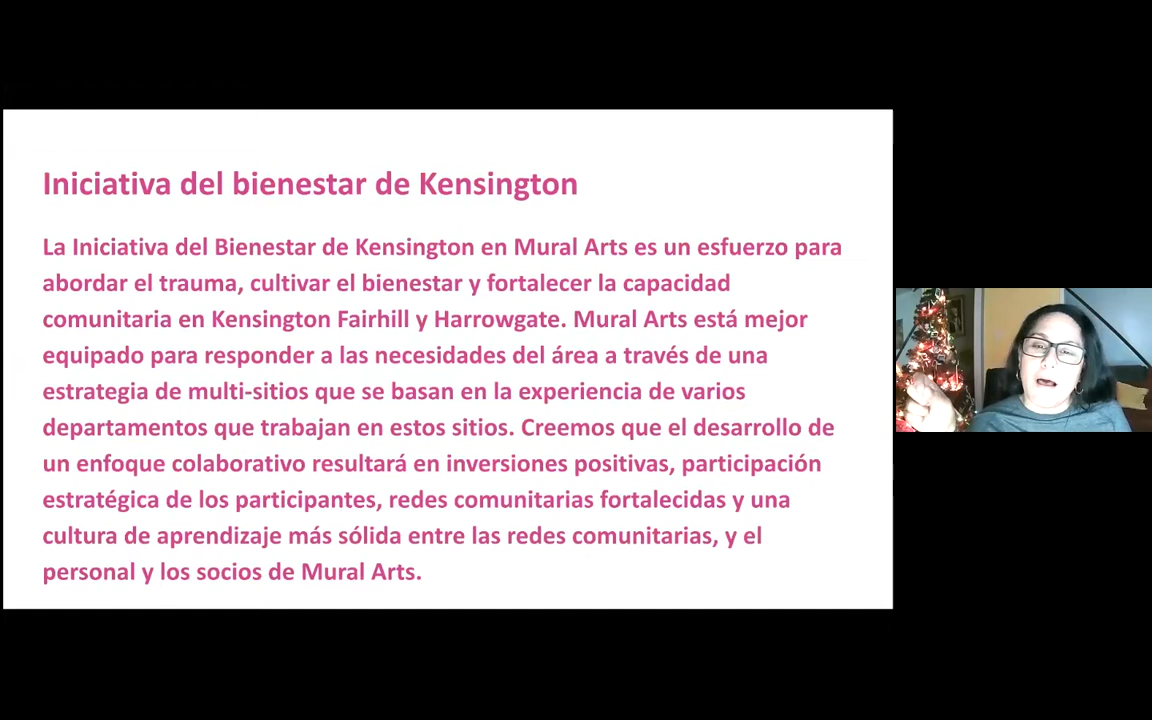 Iniciativa del bienestar de Kensington
La Iniciativa del Bienestar de Kensington en Mural Arts es un esfuerzo para
abordar el trauma, cultivar el bienestar y fortalecer la capacidad
comunitaria en Kensington Fairhill y Harrowgate. Mural Arts está mejor
equipado para responder a las necesidades del área a través de una
estrategia de multi-sitios que se basan en la experiencia de varios
departamentos que trabajan en estos sitios. Creemos que el desarrollo de
un enfoque colaborativo resultará en inversiones positivas, participación
estratégica de los participantes, redes comunitarias fortalecidas y una
cultura de aprendizaje más sólida entre las redes comunitarias, y el
personal y los socios de Mural Arts.